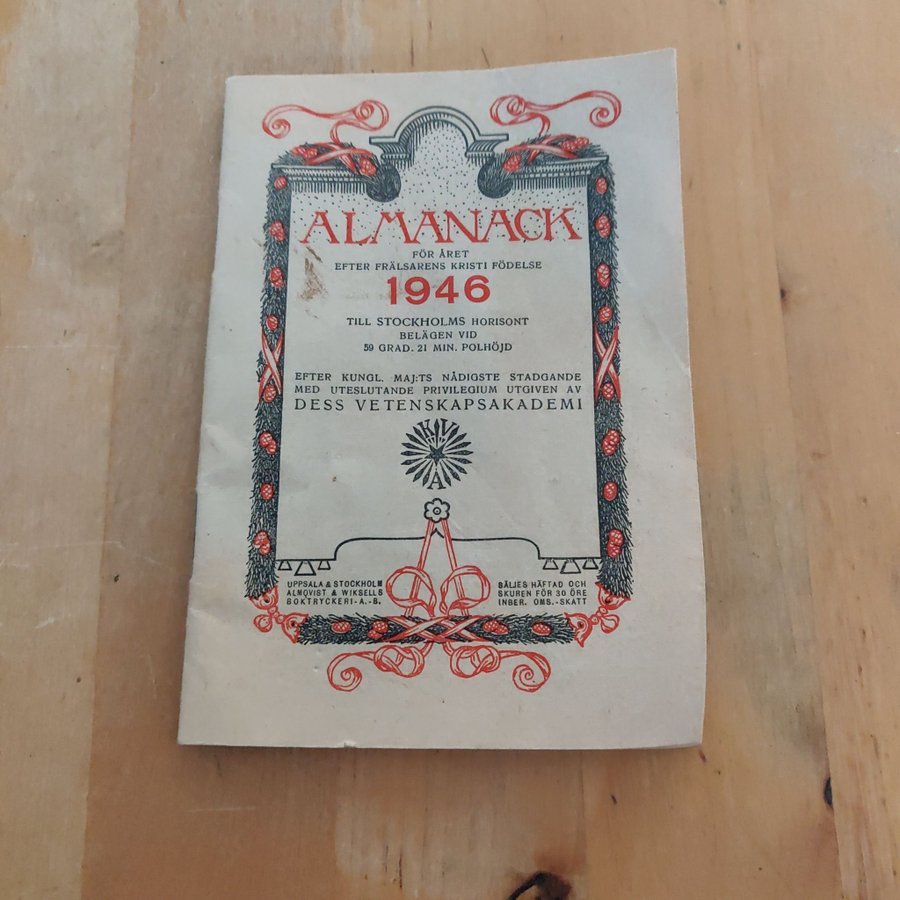 ALMANACK
FÖR ÅRET
EFTER FRÄLSARENS KRISTI FÖDELSE
1946
TILL STOCKHOLMS HORISONT
BELÄGEN VID
59 GRAD. 21 MIN. POLHÖJD
EFTER KUNGL. MAJ:TS NÅDIGSTE STADGANDE
MED UTESLUTANDE PRIVILEGIUM UTGIVEN AV
DESS VETENSKAPSAKADEMI
KV
A
UPPSALA & STOCKHOLM
ALMQVIST & WIKSELLS
BOKTRYCKERI-A.-B.
SÄLJES HÄFTAD OCH
SKUREN FÖR 30 ÖRE
INBER. OMS.-SKATT